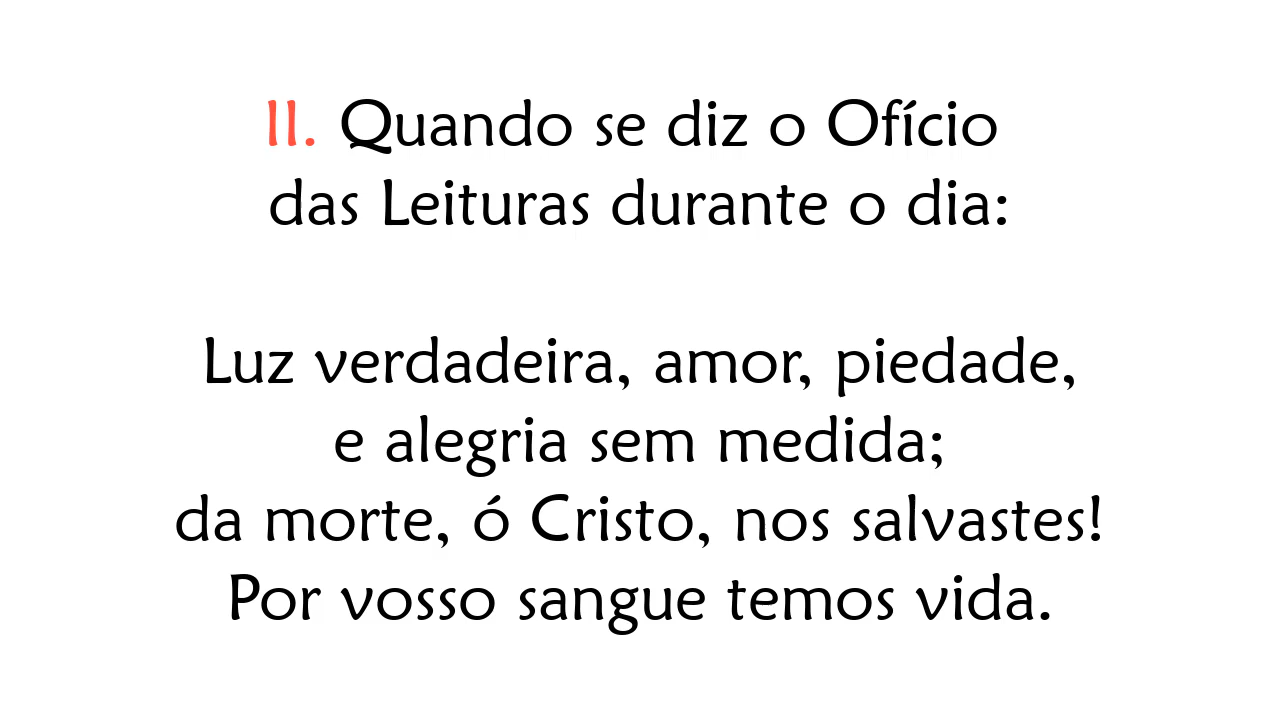 II. Quando se diz o Ofício
das Leituras durante o dia:
Luz verdadeira, amor, piedade,
e alegria sem medida;
da morte, ó Cristo, nos salvastes!
Por vosso sangue temos vida.